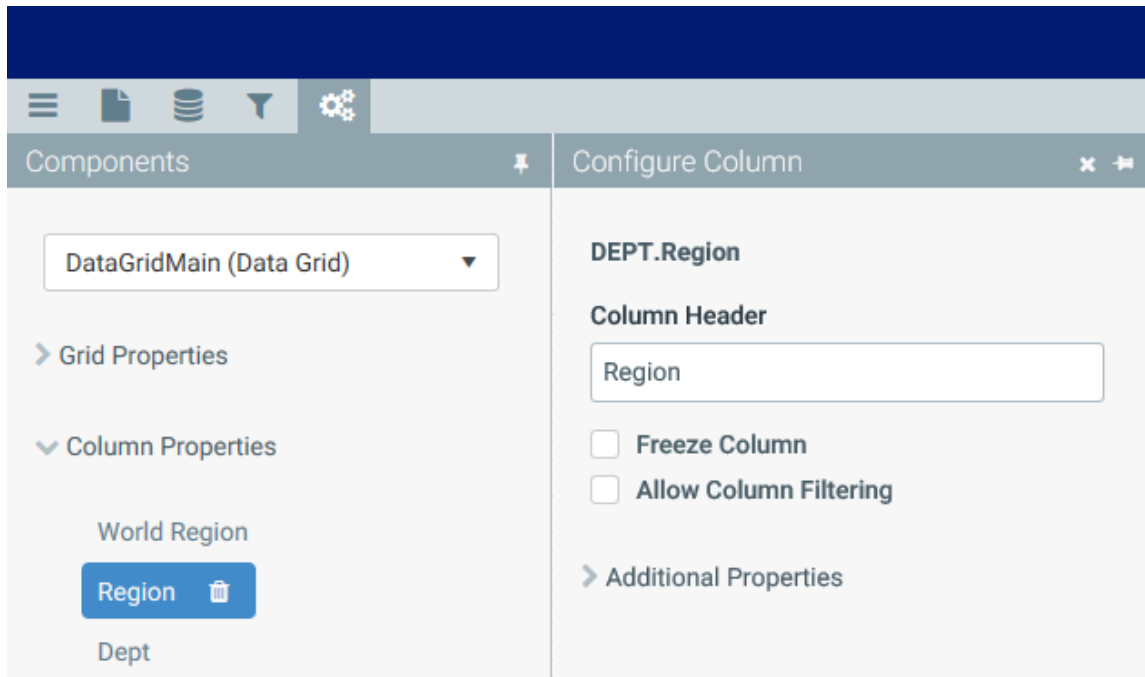 Components
DataGridMain (Data Grid)
Grid Properties
Column Properties
World Region
Region
Dept
Configure Column
DEPT.Region
Column Header
Region
Freeze Column
Allow Column Filtering
Additional Properties